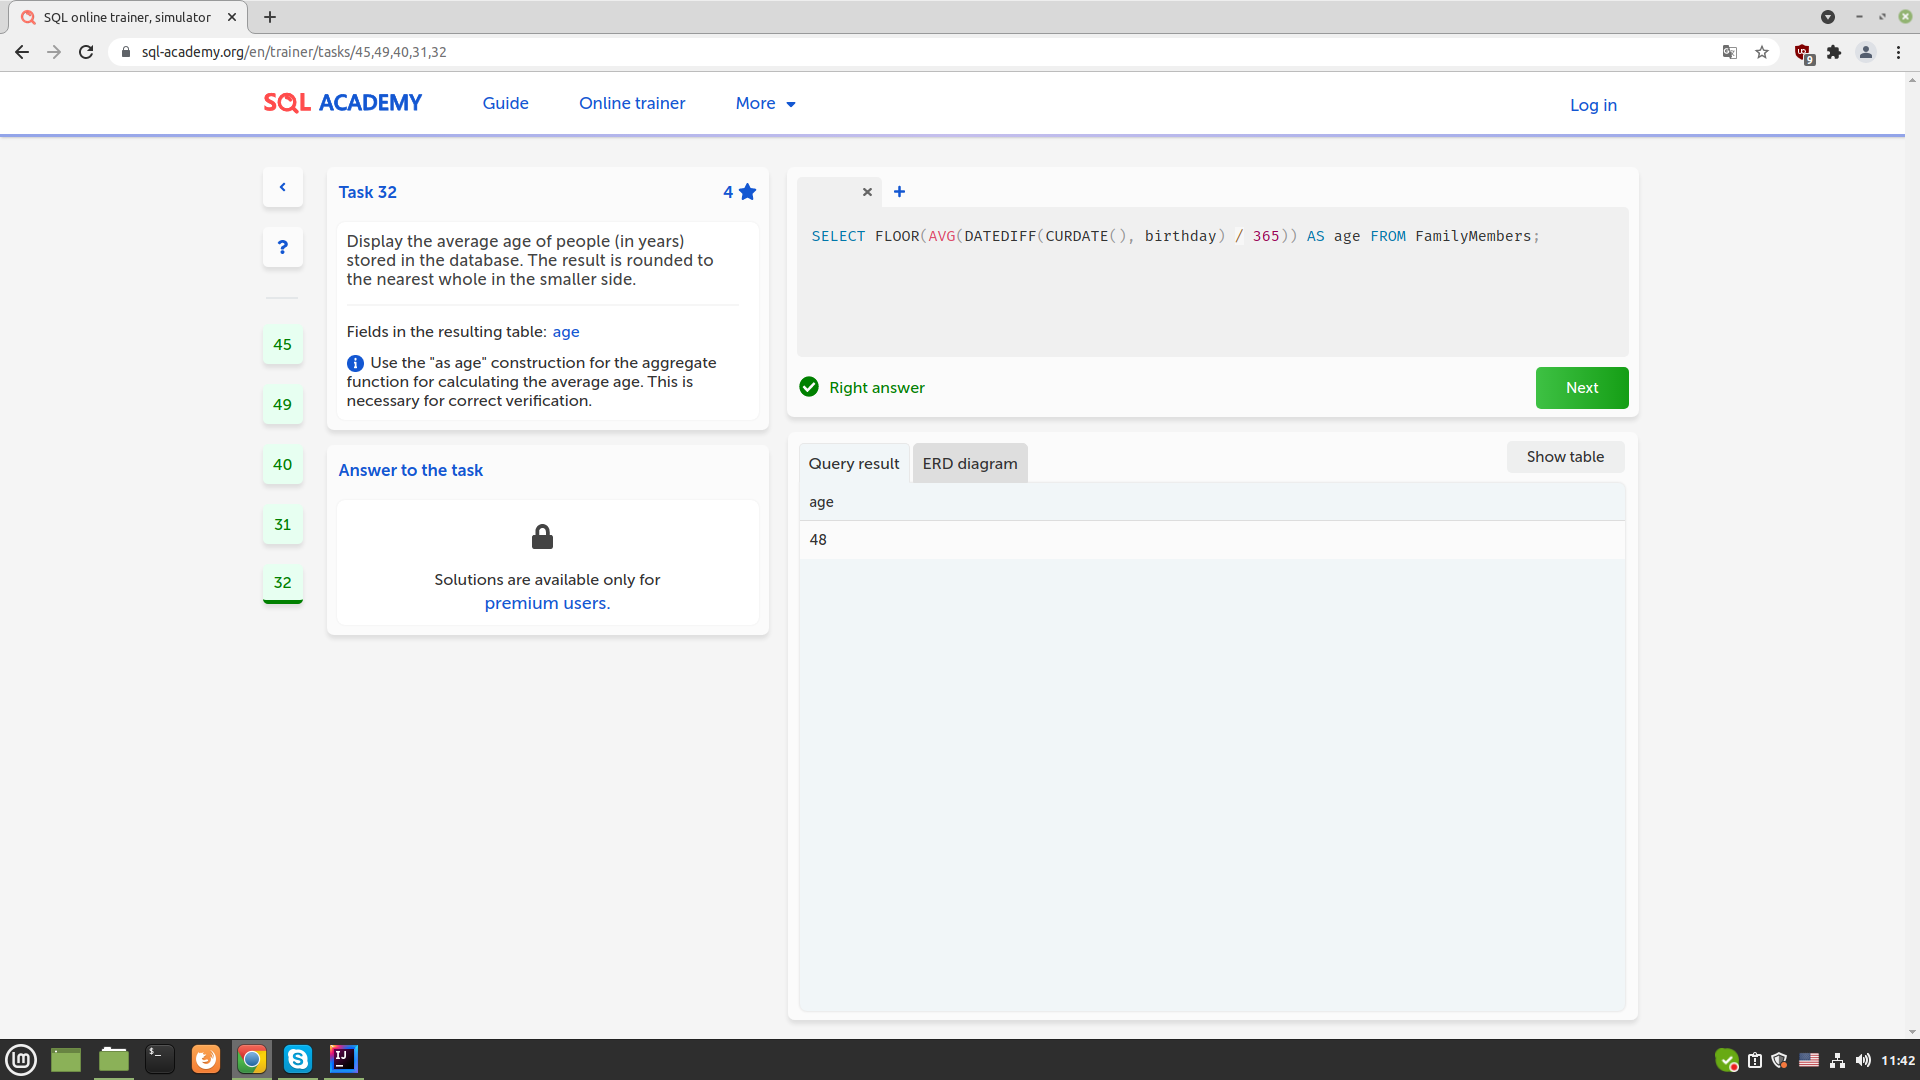 SQL online trainer, simulator
sql-academy.org/en/trainer/tasks/45,49,40,31,32
9
SQL ACADEMY
Guide
Online trainer
More
Log in
?
45
49
40
31
32
Task 32
4
Display the average age of people (in years)
stored in the database. The result is rounded to
the nearest whole in the smaller side.
Fields in the resulting table: age
Use the "as age" construction for the aggregate
function for calculating the average age. This is
necessary for correct verification.
Answer to the task
Solutions are available only for
premium users.
SELECT FLOOR(AVG(DATEDIFF(CURDATE(), birthday) / 365)) AS age FROM FamilyMembers;
Right answer
Next
Query result
ERD diagram
Show table
age
48
11:42